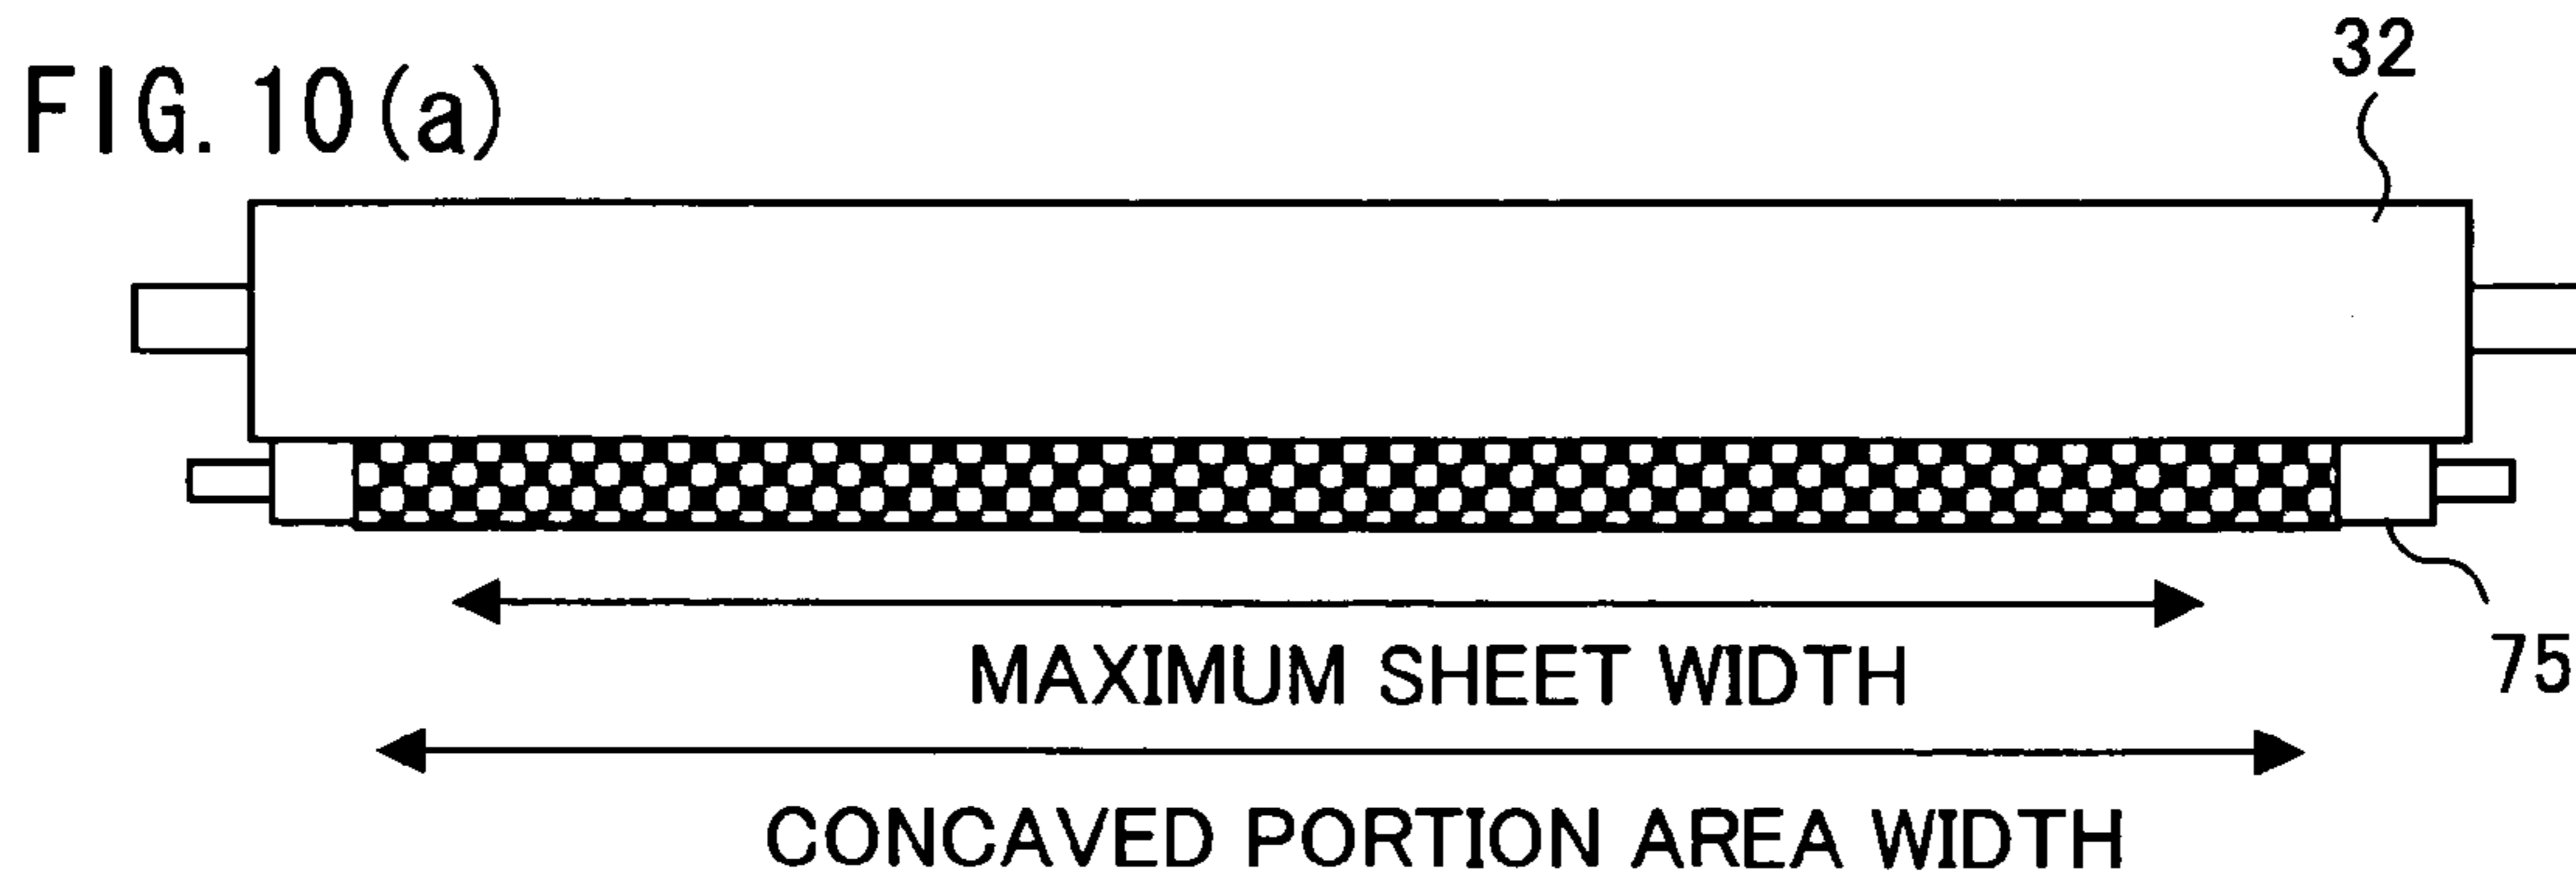 FIG. 10 (a)
32
MAXIMUM SHEET WIDTH
75
CONCAVED PORTION AREA WIDTH